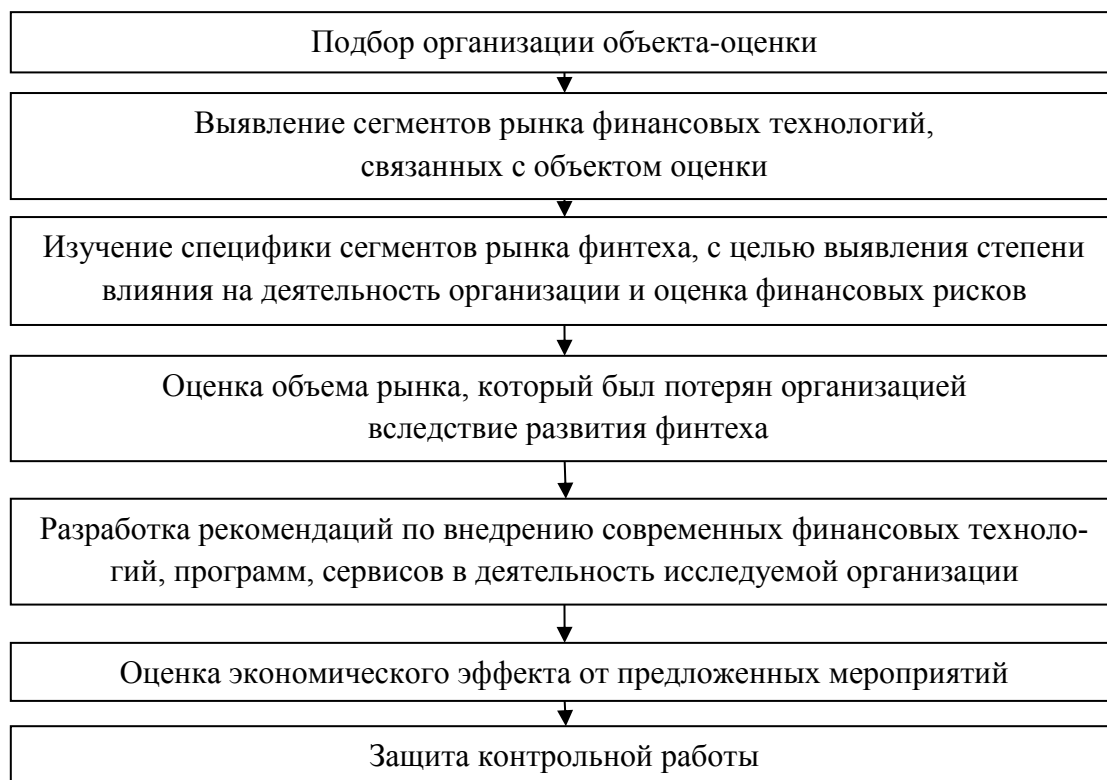 Подбор организации объекта-оценки
Выявление сегментов рынка финансовых технологий,
связанных с объектом оценки
Изучение специфики сегментов рынка финтеха, с целью выявления степени
влияния на деятельность организации и оценка финансовых рисков
Оценка объема рынка, который был потерян организацией
вследствие развития финтеха
Разработка рекомендаций по внедрению современных финансовых техноло-
гий, программ, сервисов в деятельность исследуемой организации
Оценка экономического эффекта от предложенных мероприятий
Защита контрольной работы